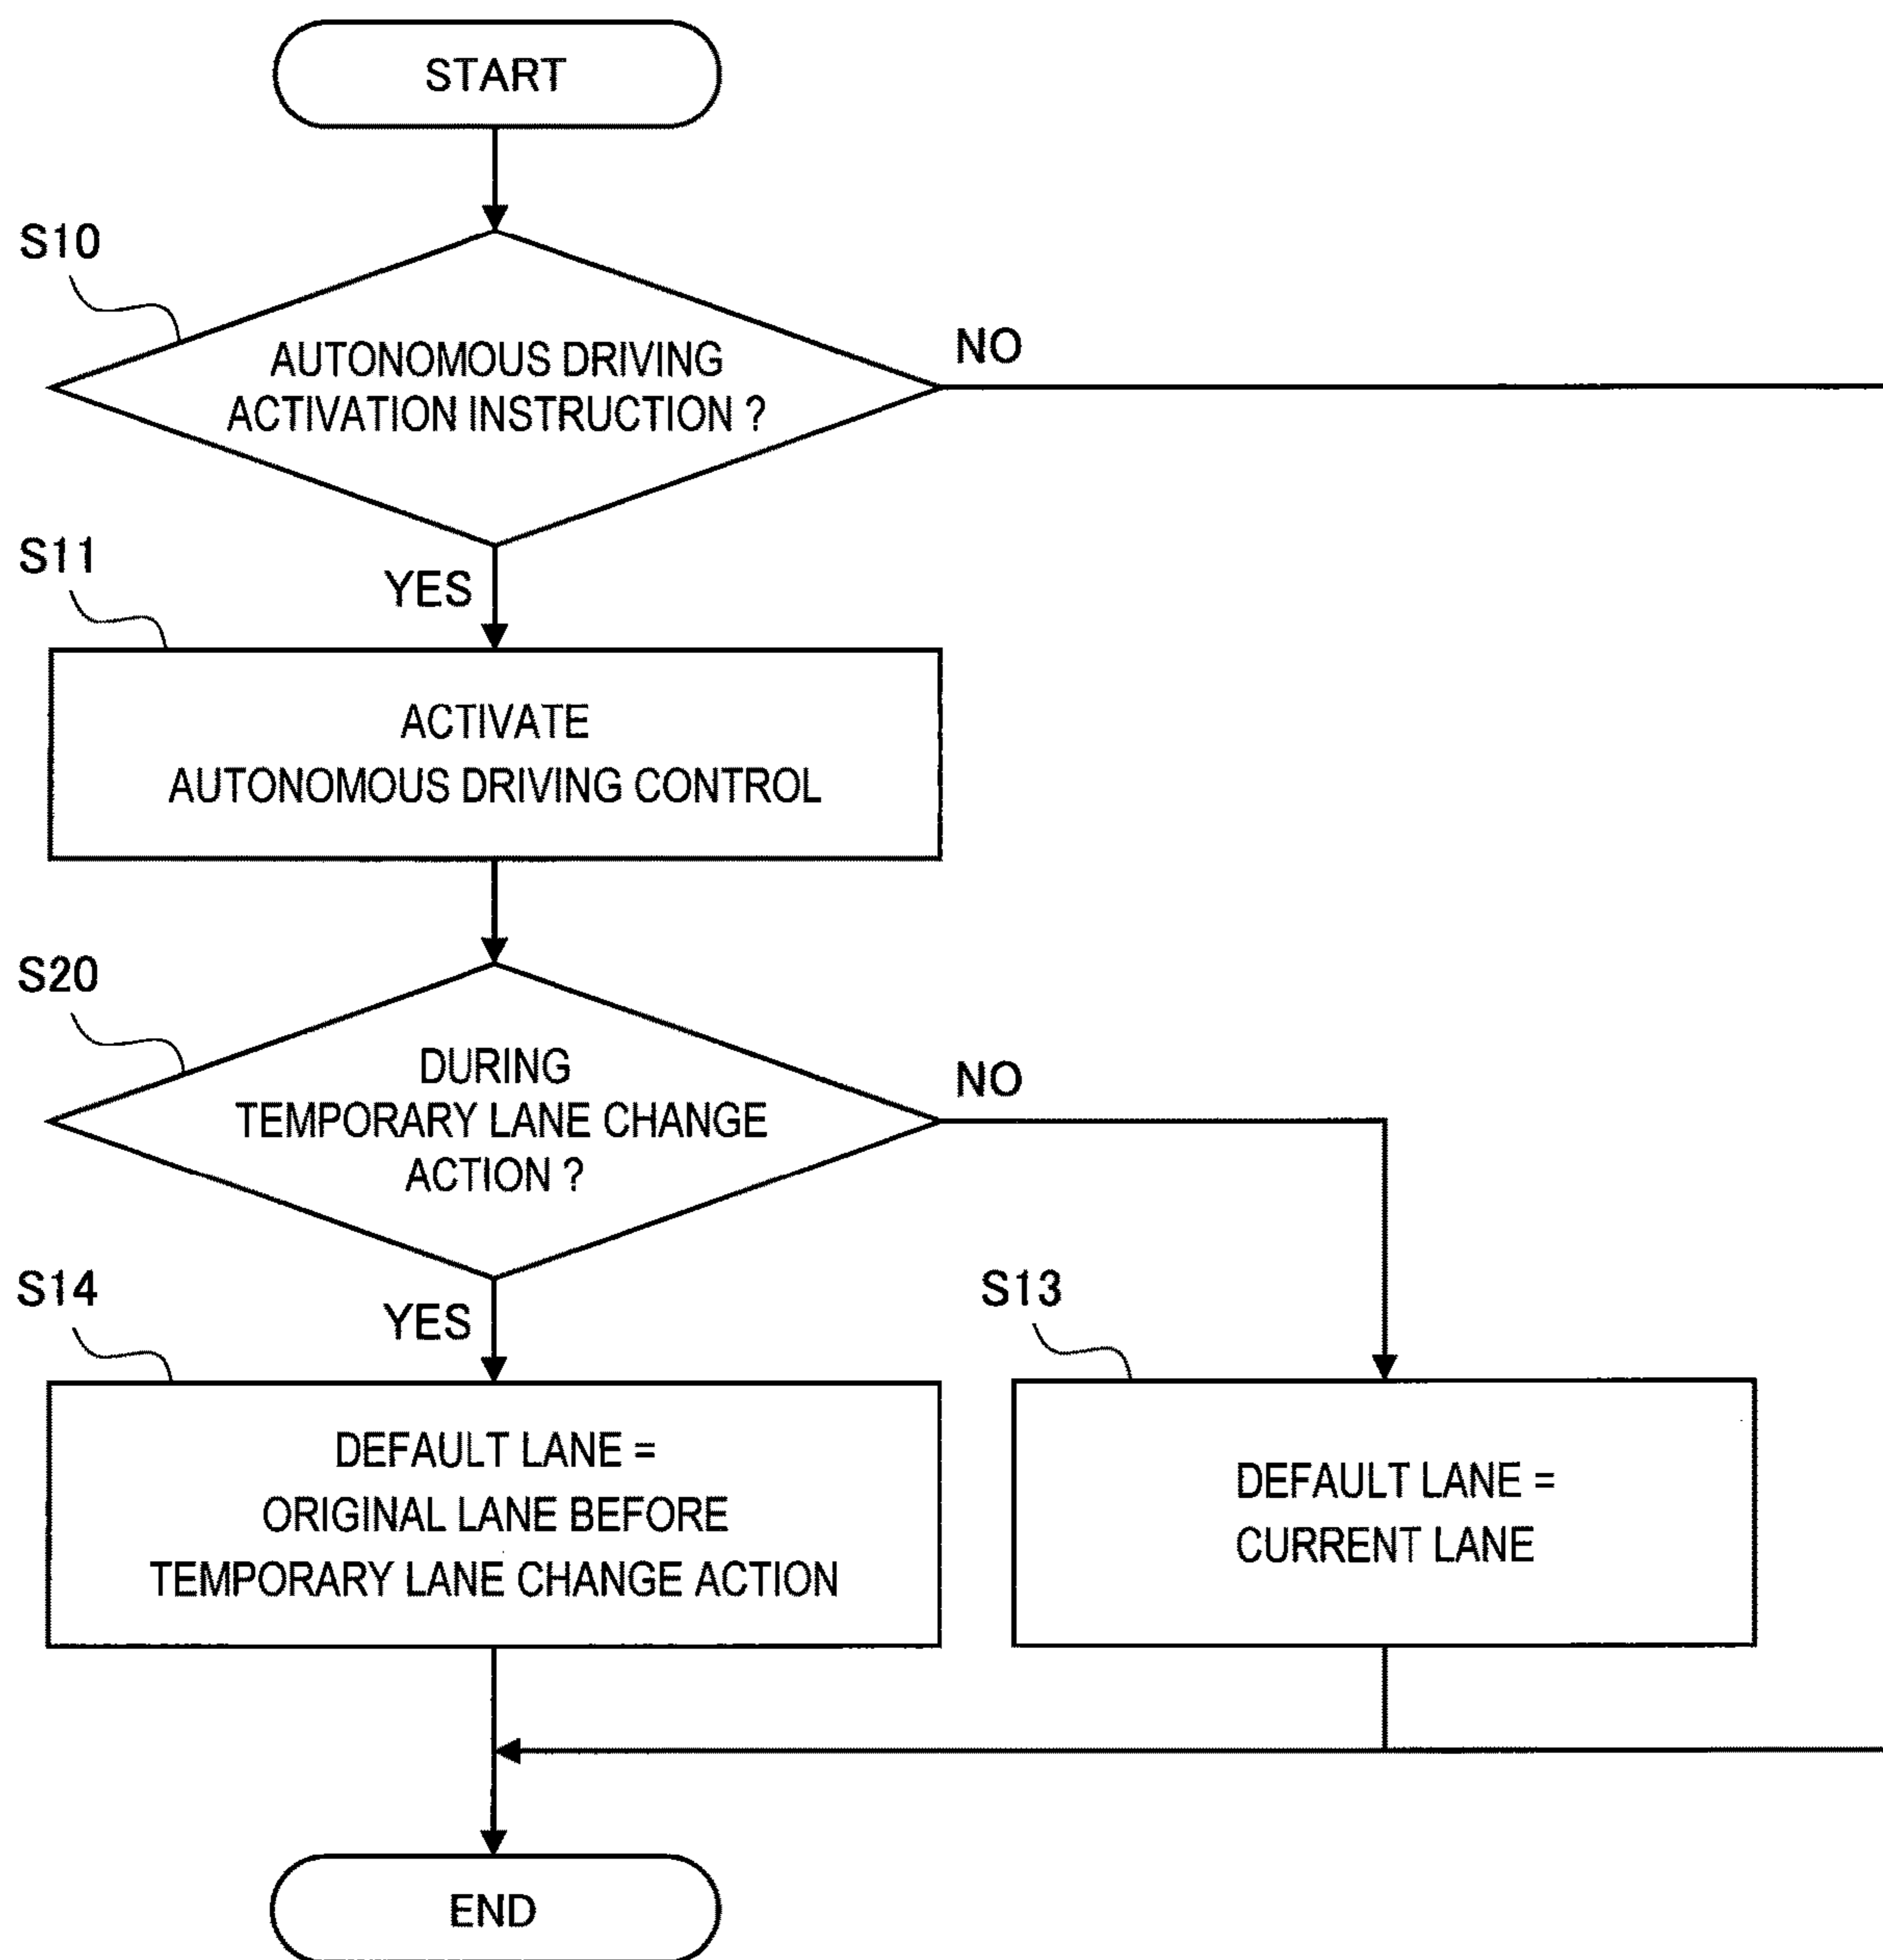 START
S10
AUTONOMOUS DRIVING
ACTIVATION INSTRUCTION ?
NO
YES
S11
ACTIVATE
AUTONOMOUS DRIVING CONTROL
S20
DURING
TEMPORARY LANE CHANGE
ACTION ?
NO
YES
S14
DEFAULT LANE =
ORIGINAL LANE BEFORE
TEMPORARY LANE CHANGE ACTION
S13
DEFAULT LANE =
CURRENT LANE
END